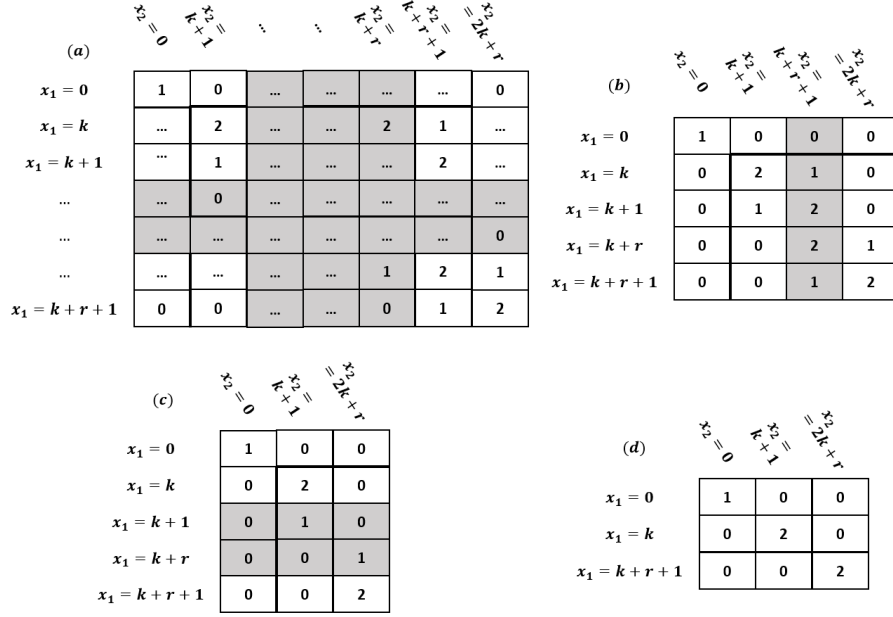 (a) x₂ = 0 x₂ = k + 1 ... ... x₂ = k + r x₂ = k + r + 1 x₂ = 2k + r
x₁ = 0 1 0 ... ... ... ... 0
x₁ = k ... 2 ... ... 2 1 ...
x₁ = k + 1 ... 1 ... ... ... 2 ...
... ... 0 ... ... ... ... ...
... ... ... ... ... ... ... 0
... ... ... ... ... 1 2 1
x₁ = k + r + 1 0 0 ... ... 0 1 2
(b) x₂ = 0 x₂ = k + 1 x₂ = k + r + 1 x₂ = 2k + r
x₁ = 0 1 0 0 0
x₁ = k 0 2 1 0
x₁ = k + 1 0 1 2 0
x₁ = k + r 0 0 2 1
x₁ = k + r + 1 0 0 1 2
(c) x₂ = 0 x₂ = k + 1 x₂ = 2k + r
x₁ = 0 1 0 0
x₁ = k 0 2 0
x₁ = k + 1 0 1 0
x₁ = k + r 0 0 1
x₁ = k + r + 1 0 0 2
(d) x₂ = 0 x₂ = k + 1 x₂ = 2k + r
x₁ = 0 1 0 0
x₁ = k 0 2 0
x₁ = k + r + 1 0 0 2